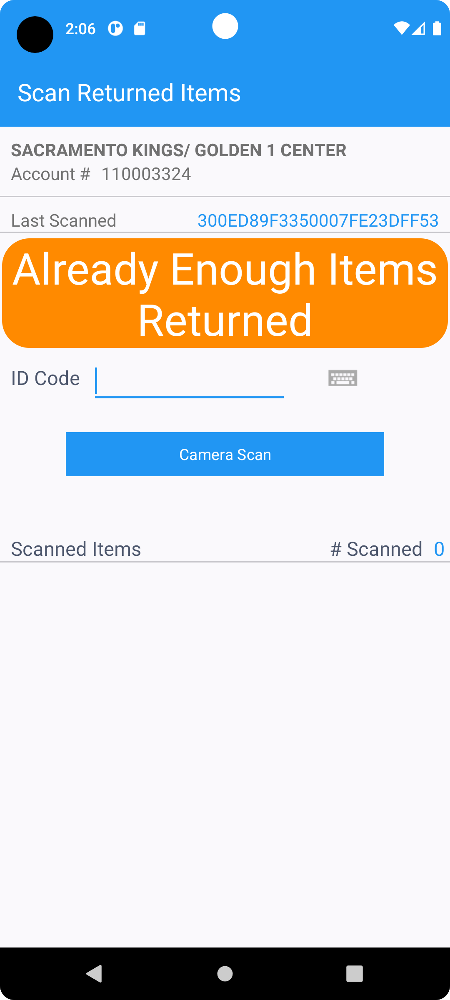 2:06
Scan Returned Items
SACRAMENTO KINGS/ GOLDEN 1 CENTER
Account # 110003324
Last Scanned 300ED89F3350007FE23DFF53
Already Enough Items
Returned
ID Code
Camera Scan
Scanned Items # Scanned 0